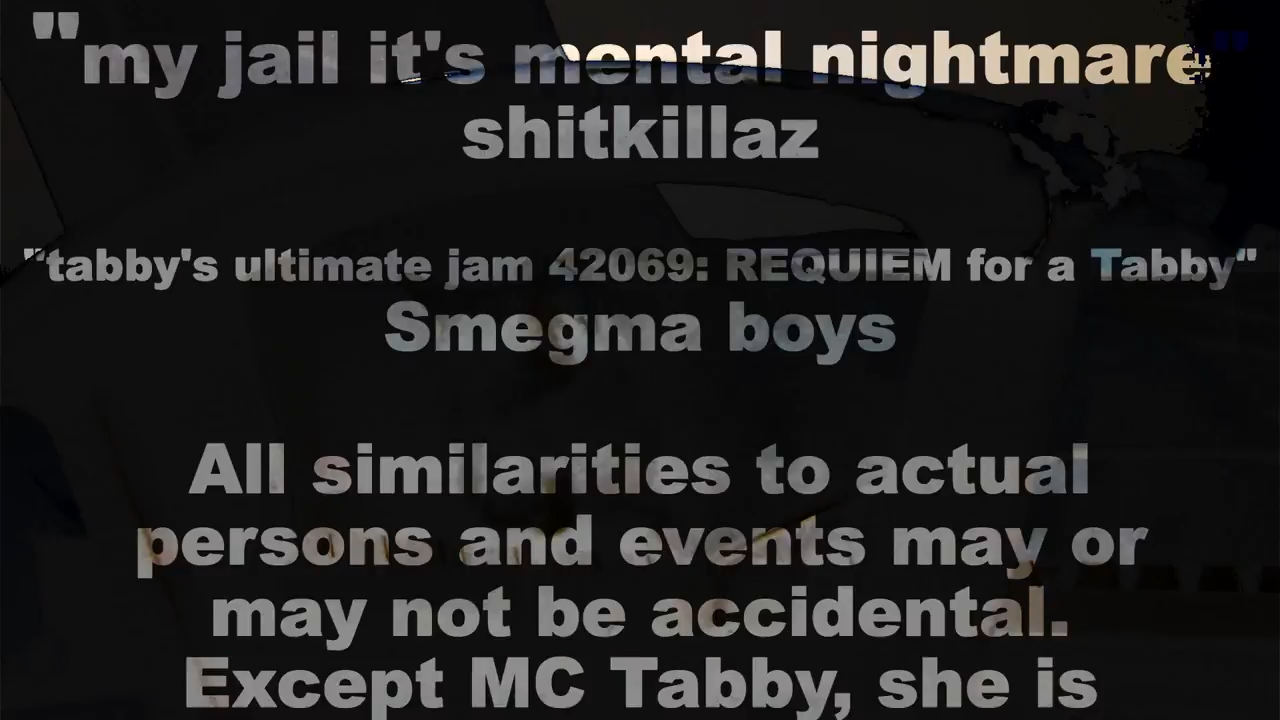 "my jail it's mental nightmare"
shitkillaz
"tabby's ultimate jam 42069: REQUIEM for a Tabby"
Smegma boys
All similarities to actual
persons and events may or
may not be accidental.
Except MC Tabby, she is